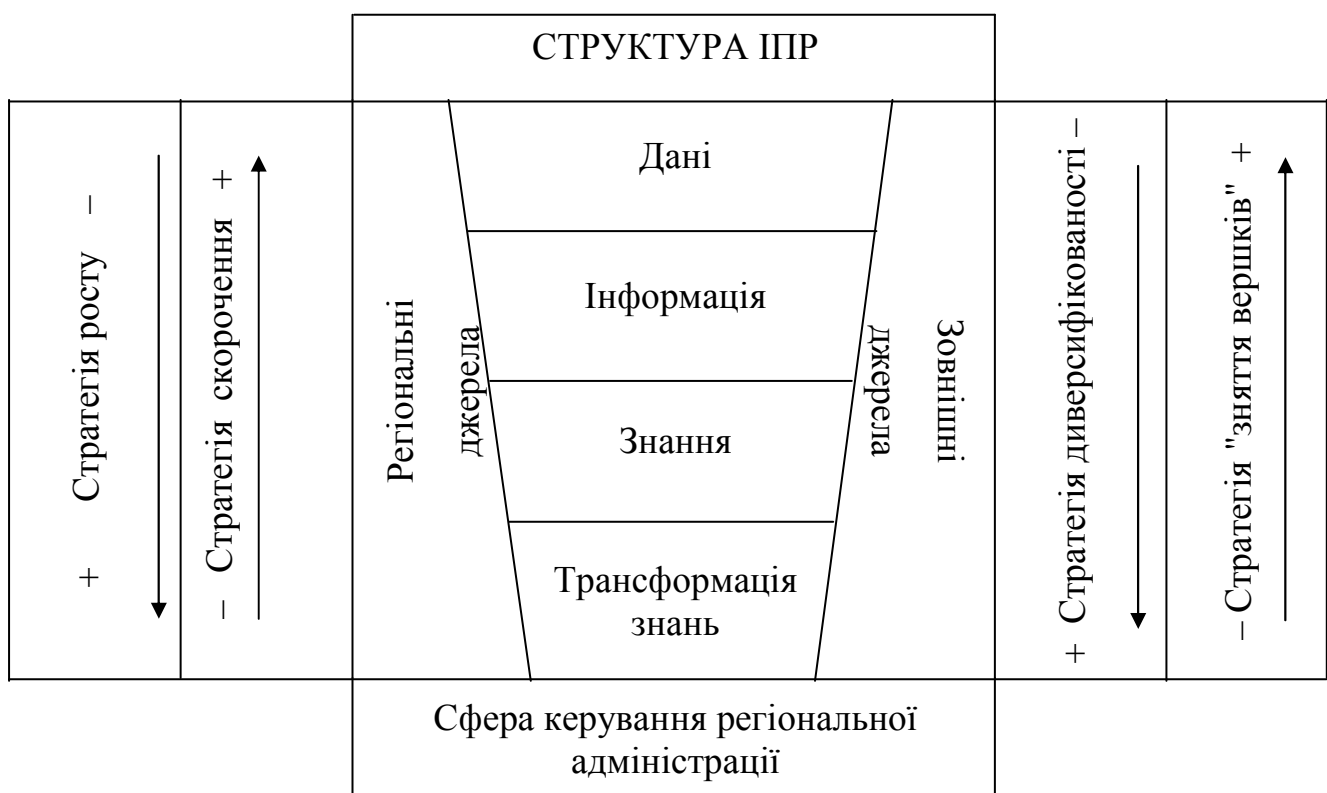 СТРУКТУРА ІПР
+ Стратегія росту –
– Стратегія скорочення +
Регіональні
джерела
Дані
Інформація
Знання
Трансформація
знань
джерела
Зовнішні
+ Стратегія диверсифікованості –
– Стратегія "зняття вершків" +
Сфера керування регіональної
адміністрації